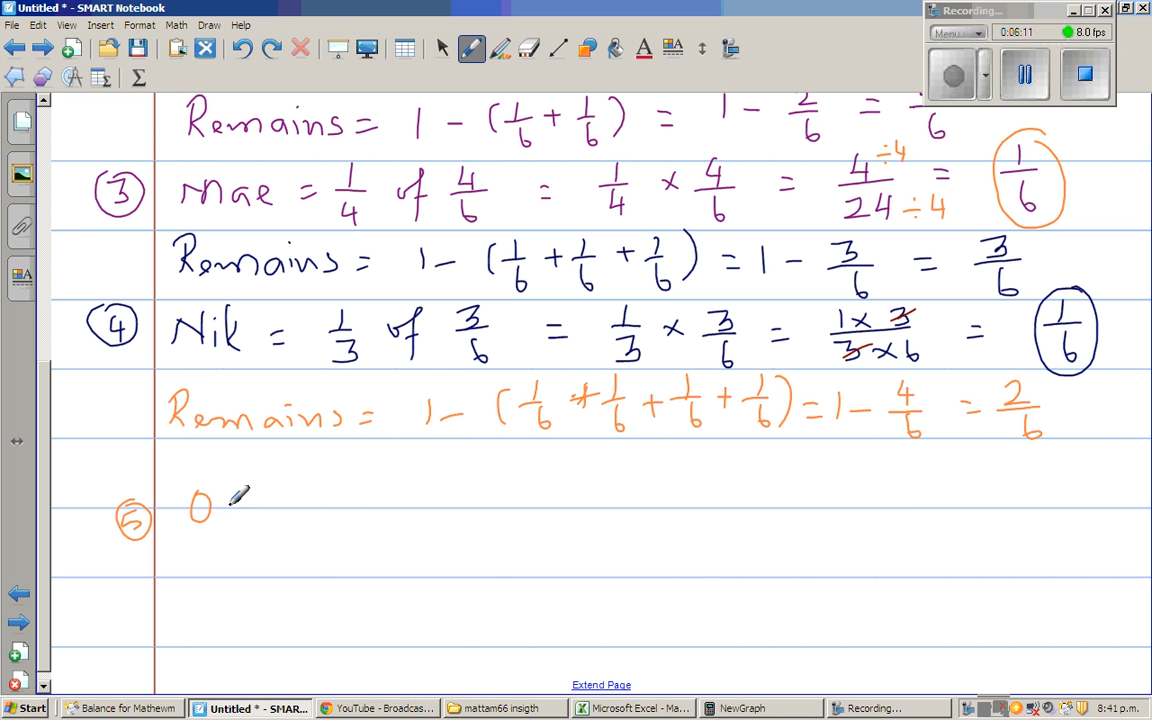 Untitled * - SMART Notebook
Recording...
File Edit View Insert Format Math Draw Help
Menu 0:06:11 8.0 fps
Remains = 1 - (1/6 + 1/6) = 1 - 2/6 = /6
3 Mae = 1/4 of 4/6 = 1/4 × 4/6 = 4/24 ÷4 ÷4 = 1/6
Remains = 1 - (1/6 + 1/6 + 1/6) = 1 - 3/6 = 3/6
4 Nik = 1/3 of 3/6 = 1/3 × 3/6 = 1 × 3/3 × 6 = 1/6
Remains = 1 - (1/6 + 1/6 + 1/6 + 1/6) = 1 - 4/6 = 2/6
5 O
Extend Page
Start Balance for Mathewm Untitled * - SMAR... YouTube - Broadcas... mattam66 insigth Microsoft Excel - Ma... NewGraph Recording... 8:41 p.m.